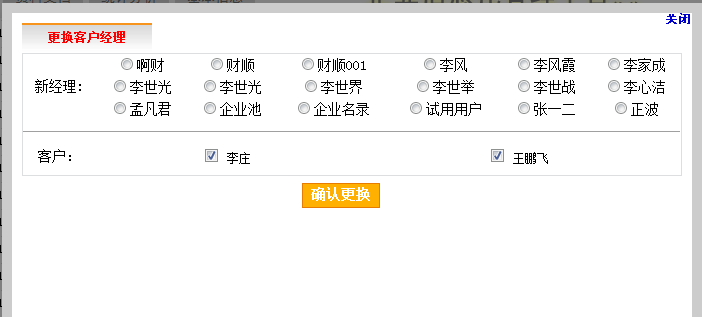 关闭
更换客户经理
新经理：
啊财 财顺 财顺001 李风 李风霞 李家成
李世光 李世光 李世界 李世举 李世战 李心洁
孟凡君 企业池 企业名录 试用用户 张一二 正波
客户： 李庄 王鹏飞
确认更换